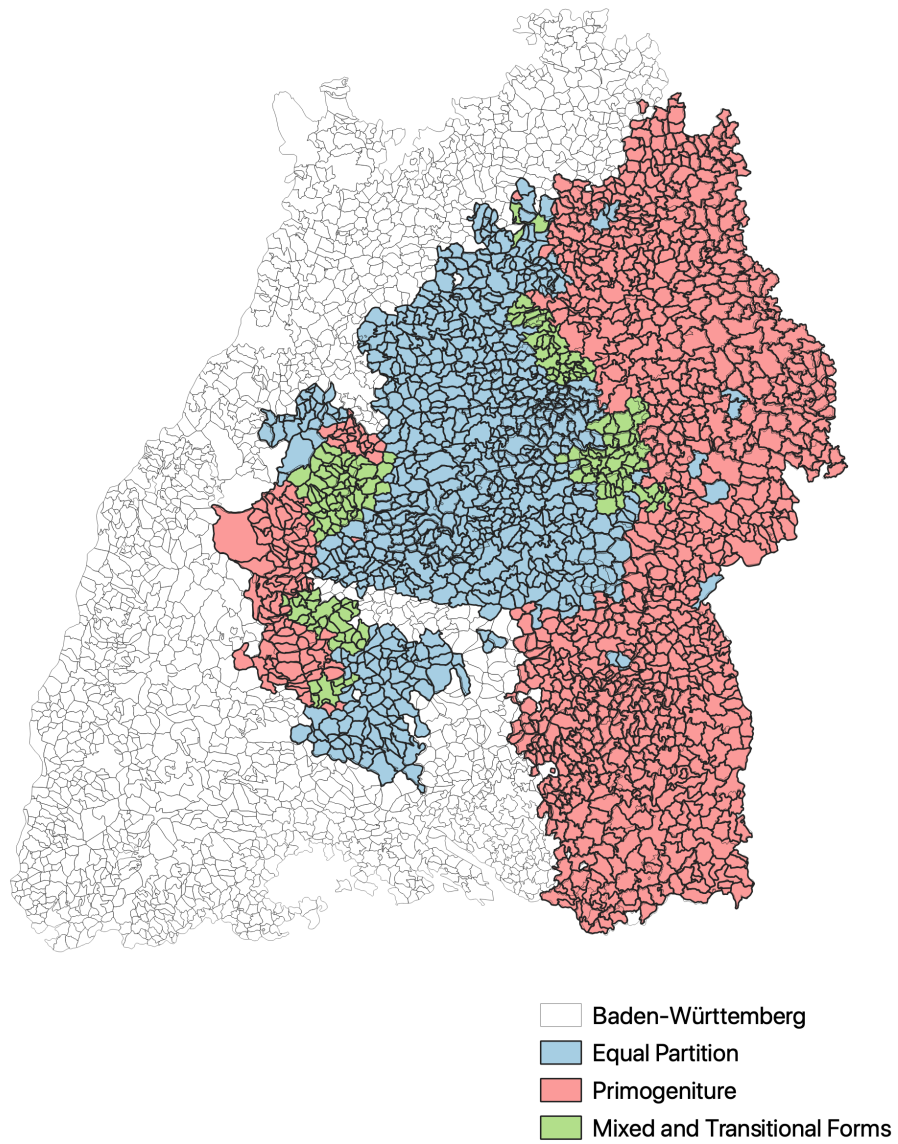 Baden-Württemberg
Equal Partition
Primogeniture
Mixed and Transitional Forms